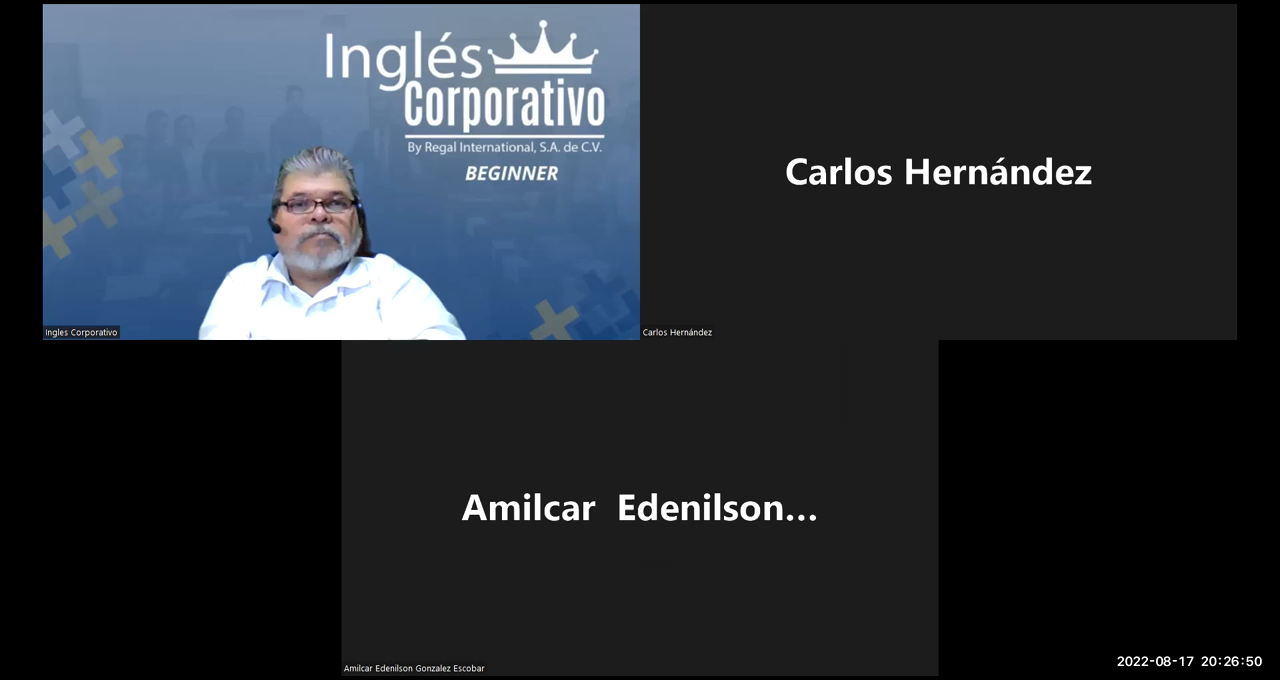 Inglés
Corporativo
By Regal International, S.A. de C.V.
BEGINNER
Ingles Corporativo
Carlos Hernández
Carlos Hernández
Amilcar Edenilson...
Amilcar Edenilson Gonzalez Escobar
2022-08-17 20:26:50